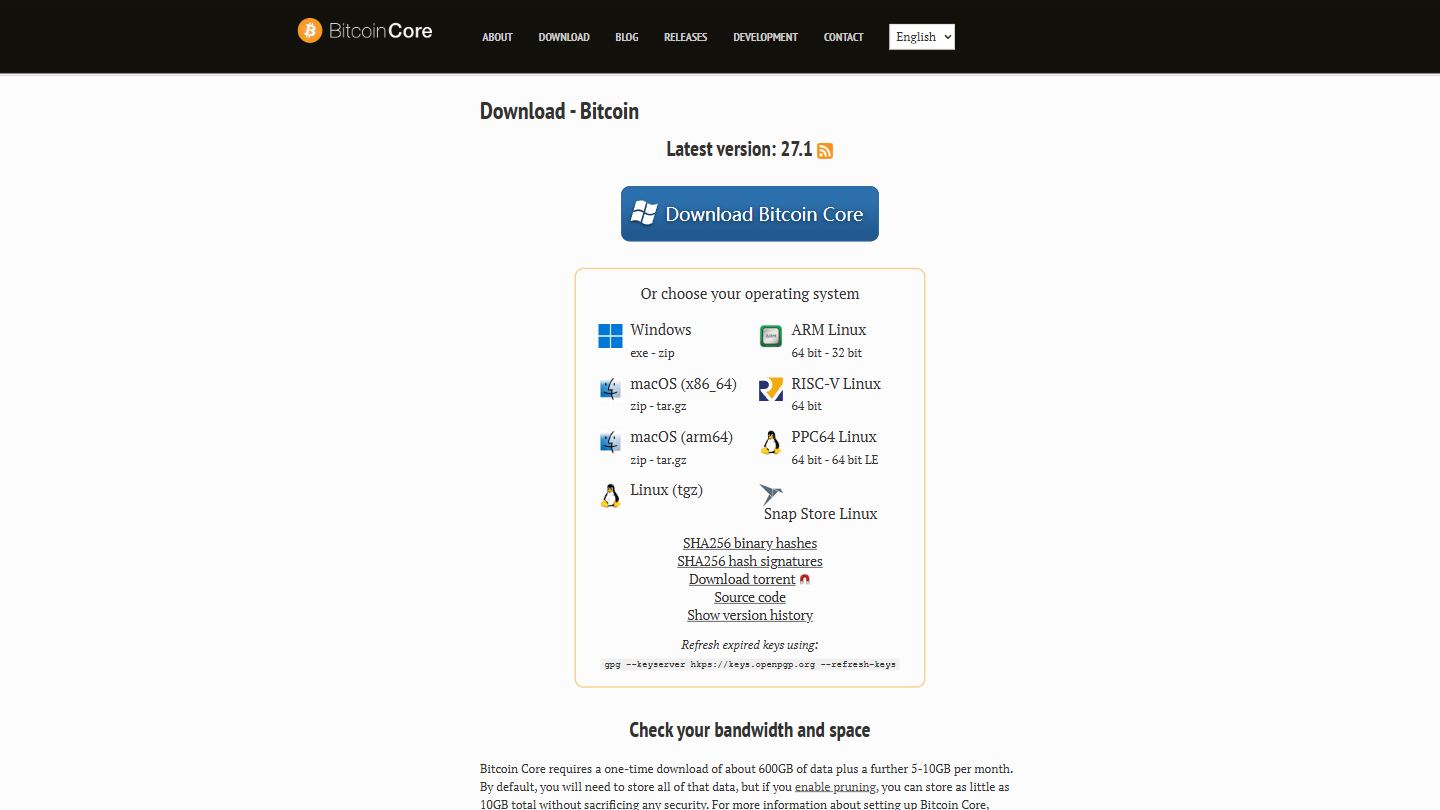 BitcoinCore
ABOUT DOWNLOAD BLOG RELEASES DEVELOPMENT CONTACT English
Download - Bitcoin
Latest version: 27.1
Download Bitcoin Core
Or choose your operating system
Windows
exe - zip
ARM Linux
64 bit - 32 bit
macOS (x86_64)
zip - tar.gz
RISC-V Linux
64 bit
macOS (arm64)
zip - tar.gz
PPC64 Linux
64 bit - 64 bit LE
Linux (tgz)
Snap Store Linux
SHA256 binary hashes
SHA256 hash signatures
Download torrent
Source code
Show version history
Refresh expired keys using:
gpg --keyserver hkps://keys.openpgp.org --refresh-keys
Check your bandwidth and space
Bitcoin Core requires a one-time download of about 600GB of data plus a further 5-10GB per month.
By default, you will need to store all of that data, but if you enable pruning, you can store as little as
10GB total without sacrificing any security. For more information about setting up Bitcoin Core,